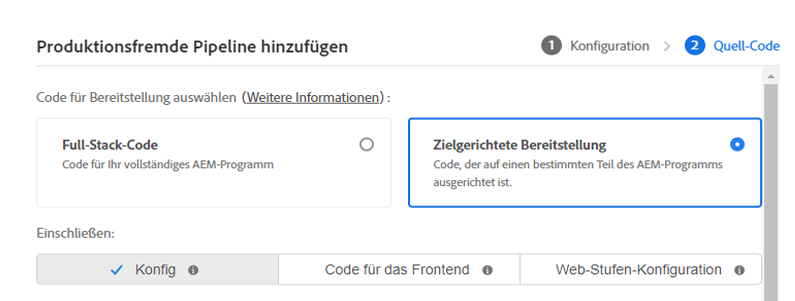 Produktionsfremde Pipeline hinzufügen
1 Konfiguration > 2 Quell-Code
Code für Bereitstellung auswählen (Weitere Informationen) :
Full-Stack-Code
Code für Ihr vollständiges AEM-Programm
Zielgerichtete Bereitstellung
Code, der auf einen bestimmten Teil des AEM-Programms
ausgerichtet ist.
Einschließen:
Konfig
Code für das Frontend
Web-Stufen-Konfiguration